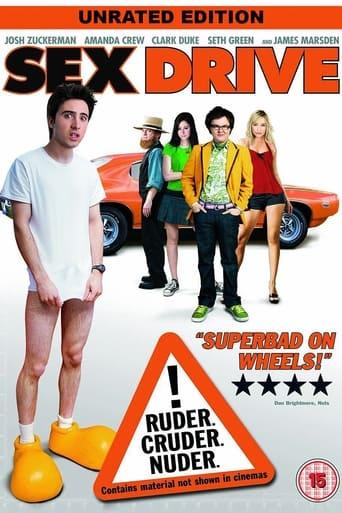 UNRATED EDITION
JOSH ZUCKERMAN AMANDA CREW CLARK DUKE SETH GREEN AND JAMES MARSDEN
SEX DRIVE
"SUPERBAD ON
WHEELS!"
Dan Brightmore, Nuts
!
RUDER.
CRUDER.
NUDER.
Contains material not shown in cinemas
15